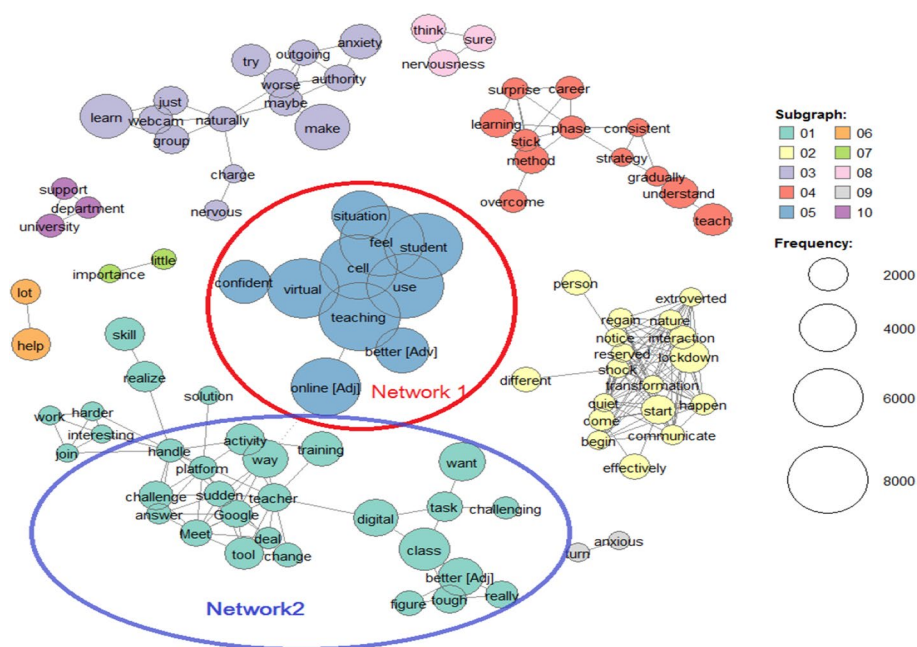 think
sure
nervousness
anxiety
outgoing
try
worse
authority
maybe
make
just
learn
webcam
naturally
group
charge
nervous
surprise
career
learning
phase
consistent
stick
method
strategy
gradually
understand
overcome
teach
Subgraph:
01
06
02
07
03
08
04
09
05
10
Frequency:
2000
4000
6000
8000
support
department
university
little
importance
lot
help
situation
feel
student
cell
confident
virtual
use
teaching
better [Adv]
online [Adj]
Network 1
person
extroverted
regain
nature
notice
interaction
reserved
lockdown
shock
different
transformation
quiet
start
happen
come
begin
communicate
effectively
skill
realize
solution
work
harder
interesting
join
handle
activity
training
way
platform
challenge
sudden
teacher
answer
Google
Meet
deal
tool
change
want
digital
task
challenging
class
better [Adj]
figure
tough
really
anxious
turn
Network2